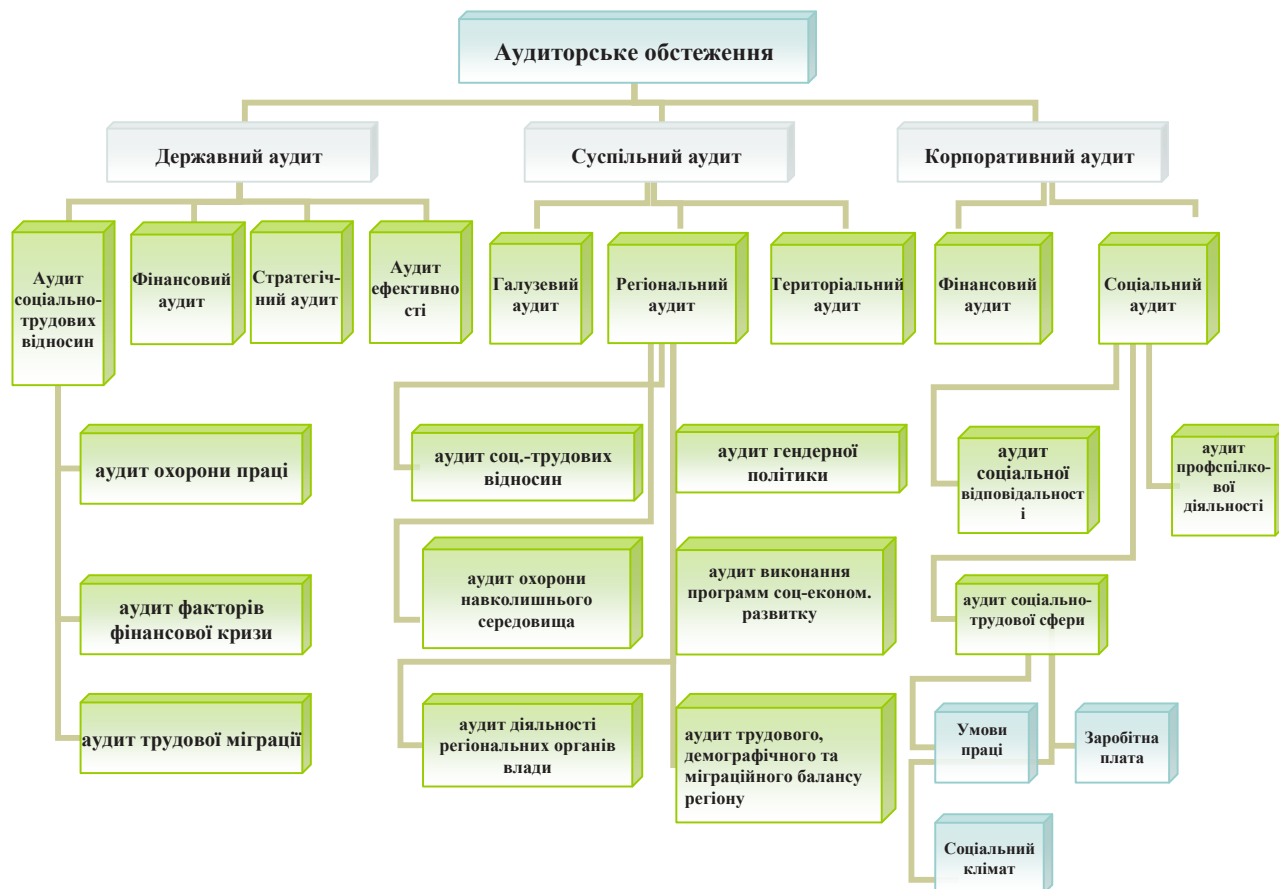 Аудиторське обстеження
Державний аудит
Суспільний аудит
Корпоративний аудит
Аудит
соціально-
трудових
відносин
Фінансовий
аудит
Стратегіч-
ний аудит
Аудит
ефективно
сті
Галузевий
аудит
Регіональний
аудит
Територіальний
аудит
Фінансовий
аудит
Соціальний
аудит
аудит охорони праці
аудит факторів
фінансової кризи
аудит трудової міграції
аудит соц.-трудових
відносин
аудит гендерної
політики
аудит охорони
навколишнього
середовища
аудит виконання
программ соц-економ.
развитку
аудит діяльності
регіональних органів
влади
аудит трудового,
демографічного та
міграційного балансу
регіону
аудит
соціальної
відповідальност
і
аудит
профспілко-
вої
діяльності
аудит соціально-
трудової сфери
Умови
праці
Заробітна
плата
Соціальний
клімат